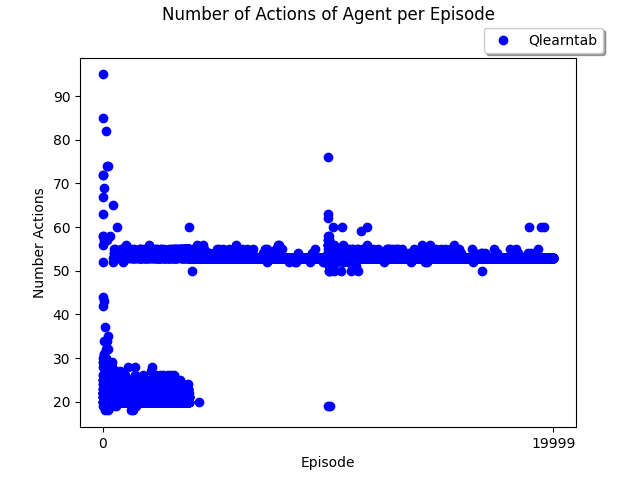 Number of Actions of Agent per Episode
Qlearntab
90
80
70
60
50
40
30
20
Number Actions
0
19999
Episode